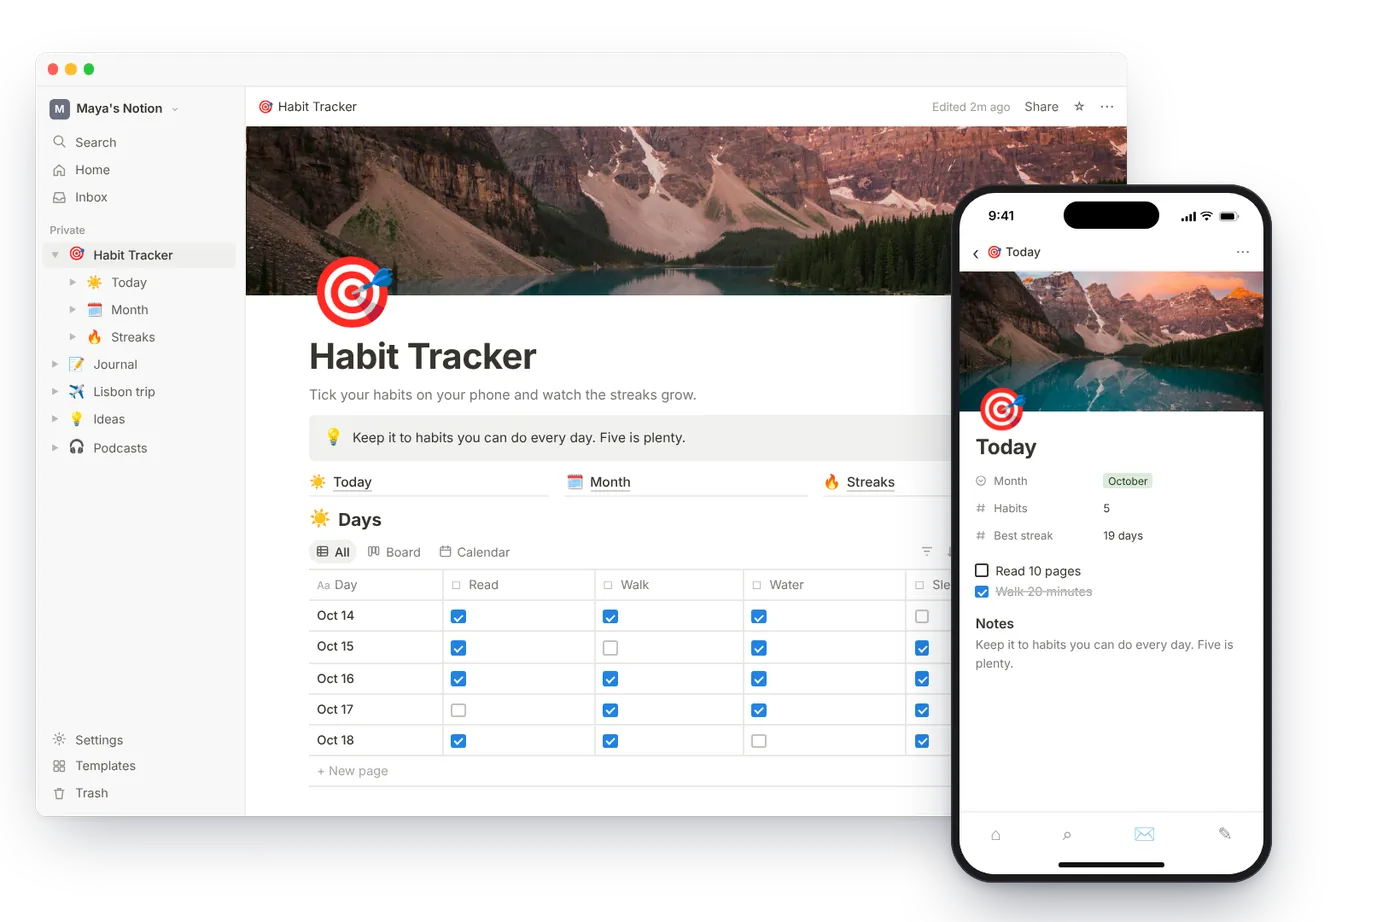 M Maya's Notion
Search
Home
Inbox
Private
Habit Tracker
Today
Month
Streaks
Journal
Lisbon trip
Ideas
Podcasts
Settings
Templates
Trash
Habit Tracker
Edited 2m ago Share
Habit Tracker
Tick your habits on your phone and watch the streaks grow.
Keep it to habits you can do every day. Five is plenty.
Today Month Streaks
Days
All Board Calendar
Aa Day Read Walk Water Sle
Oct 14
Oct 15
Oct 16
Oct 17
Oct 18
+ New page
9:41
Today
Today
Month October
# Habits 5
# Best streak 19 days
Read 10 pages
Walk 20 minutes
Notes
Keep it to habits you can do every day. Five is
plenty.